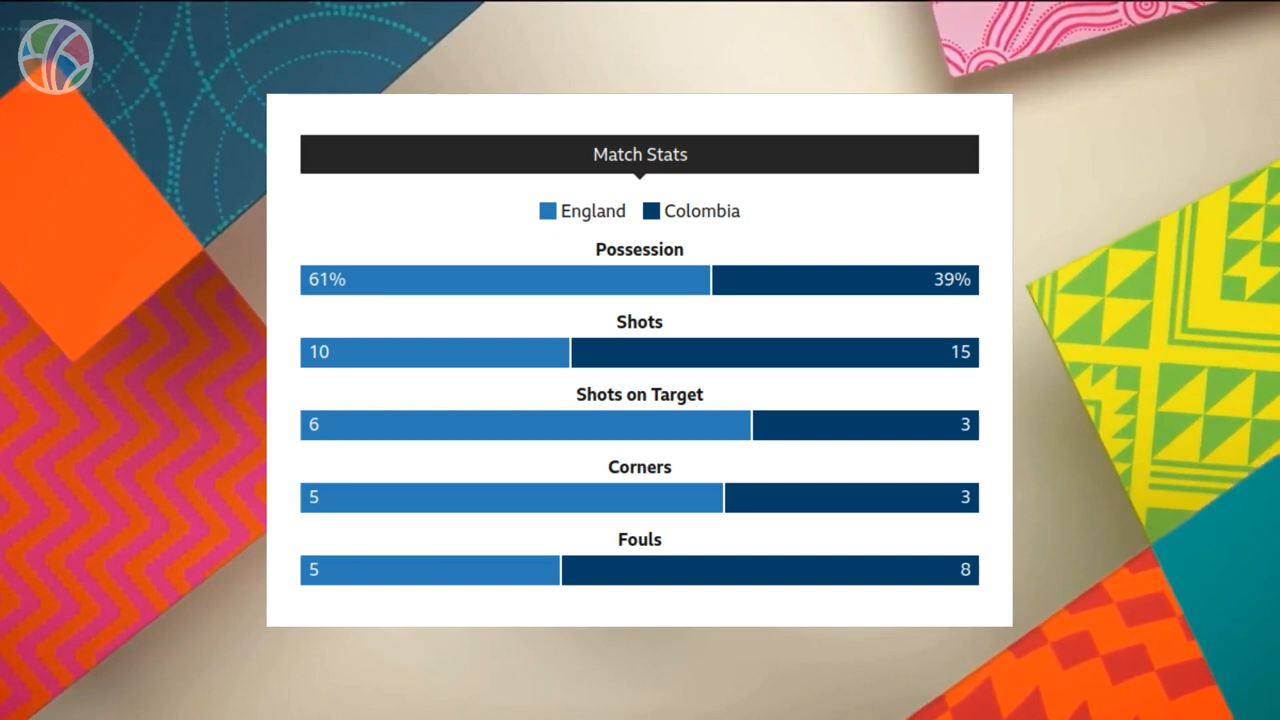 Match Stats
England Colombia
Possession
61% 39%
Shots
10 15
Shots on Target
6 3
Corners
5 3
Fouls
5 8